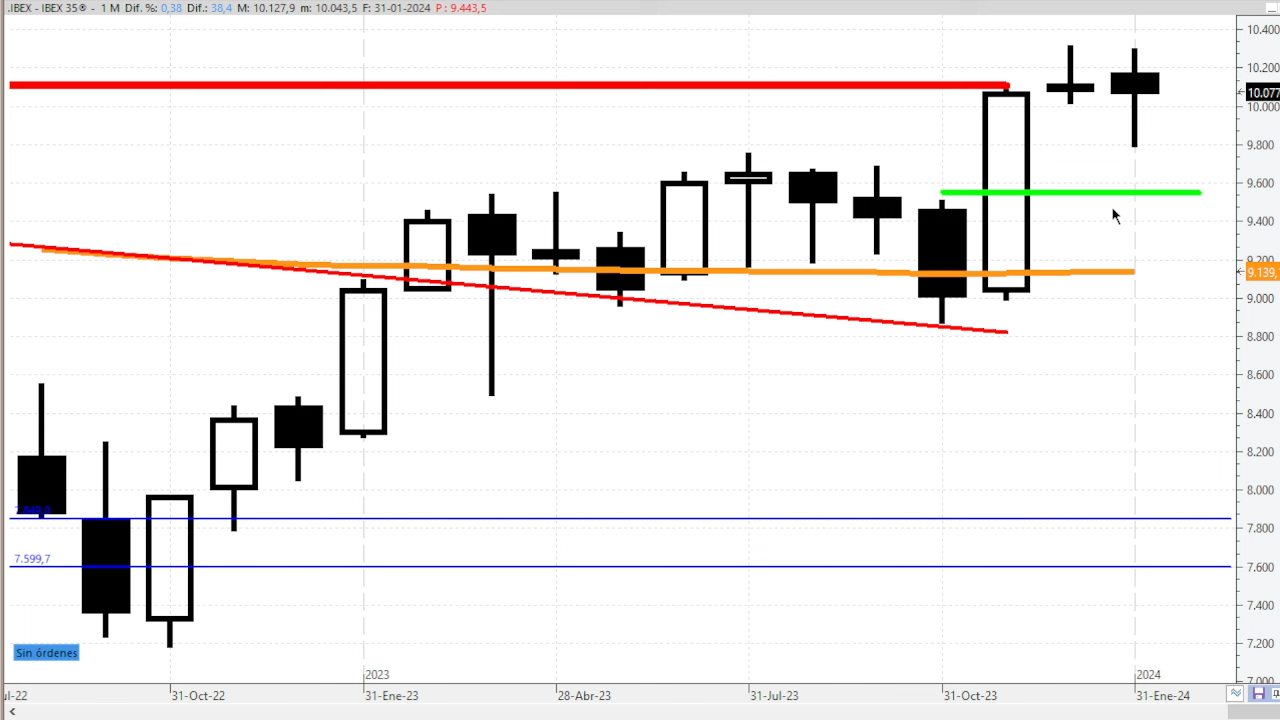 .IBEX - IBEX 35® - 1 M Dif. %: 0,38 Dif.: 38,4 M: 10.127,9 m: 10.043,5 F: 31-01-2024 P: 9.443,5
10.400
10.200
10.077
10.000
9.800
9.600
9.400
9.200
9.139,
9.000
8.800
8.600
8.400
8.200
8.000
7.800
7.599,7
7.600
7.400
7.200
7.000
Sin órdenes
2023
2024
ul-22
31-Oct-22
31-Ene-23
28-Abr-23
31-Jul-23
31-Oct-23
31-Ene-24